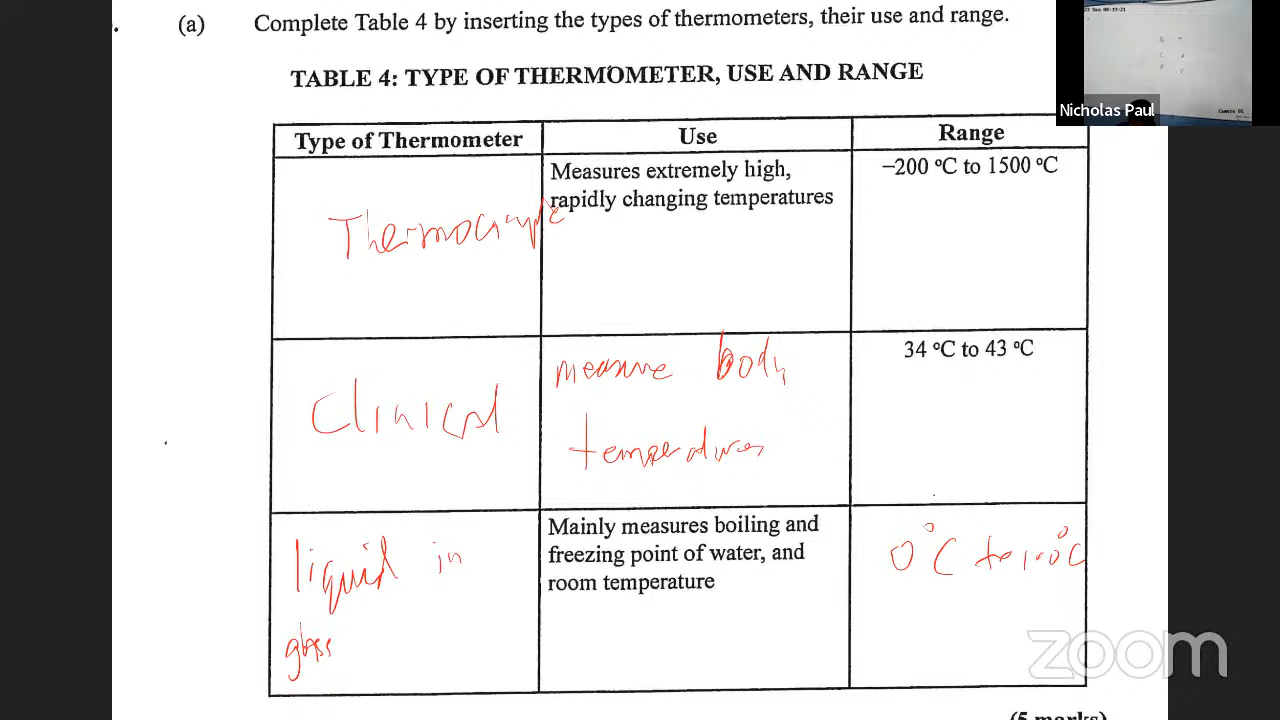 (a) Complete Table 4 by inserting the types of thermometers, their use and range.
TABLE 4: TYPE OF THERMOMETER, USE AND RANGE
Nicholas Paul
Type of Thermometer Use Range
Measures extremely high, −200 °C to 1500 °C
rapidly changing temperatures
Thermocouple
34 °C to 43 °C
measure body
Clinical
temperatures
Mainly measures boiling and
freezing point of water, and
room temperature
0°C to 100°C
liquid in
glass
zoom
(5 marks)